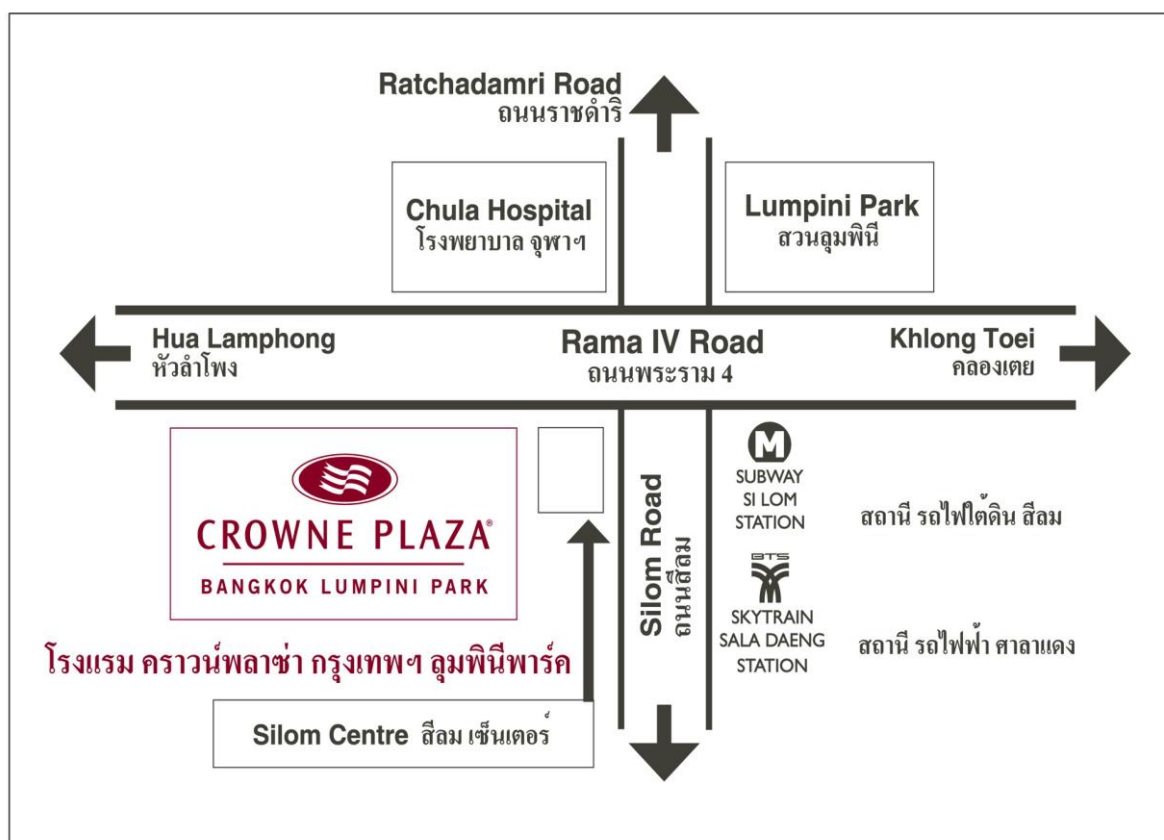 Ratchadamri Road
ถนนราชดำริ
Chula Hospital
โรงพยาบาล จุฬาฯ
Lumpini Park
สวนลุมพินี
Hua Lamphong
หัวลำโพง
Rama IV Road
ถนนพระราม 4
Khlong Toei
คลองเตย
CROWNE PLAZA®
BANGKOK LUMPINI PARK
โรงแรม คราวน์พลาซ่า กรุงเทพฯ ลุมพินีพาร์ค
Silom Centre สีลม เซ็นเตอร์
Silom Road
ถนนสีลม
M
SUBWAY
SI LOM
STATION
สถานี รถไฟใต้ดิน สีลม
BTS
SKYTRAIN
SALA DAENG
STATION
สถานี รถไฟฟ้า ศาลาแดง